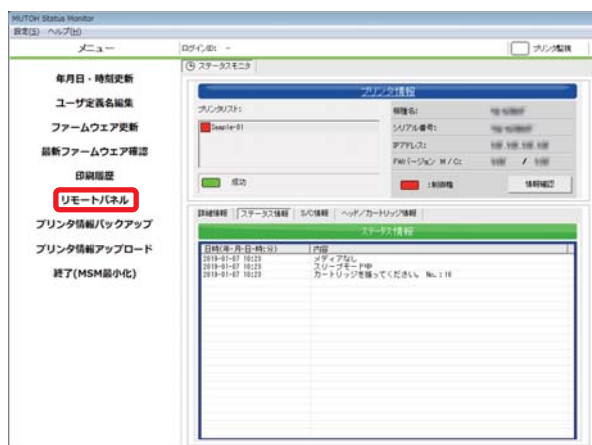 MUTOH Status Monitor
設定(S) ヘルプ(H)
メニュー
ログインID: -
プリンタ監視
年月日・時刻更新
ユーザ定義名編集
ファームウェア更新
最新ファームウェア確認
印刷履歴
リモートパネル
プリンタ情報バックアップ
プリンタ情報アップロード
終了(MSM最小化)
ステータスモニタ
プリンタ情報
プリンタリスト:
Sample-01
成功
機種名:
シリアル番号:
IPアドレス:
FWバージョン M / C:
/
:制御権
情報確認
詳細情報 ステータス情報 S/C情報 ヘッド/カートリッジ情報
ステータス情報
日時(年-月-日-時:分) 内容
2019-01-07 10:23 メディアなし
2019-01-07 10:23 スリープモード中
2019-01-07 10:23 カートリッジを振ってください。 No.:16